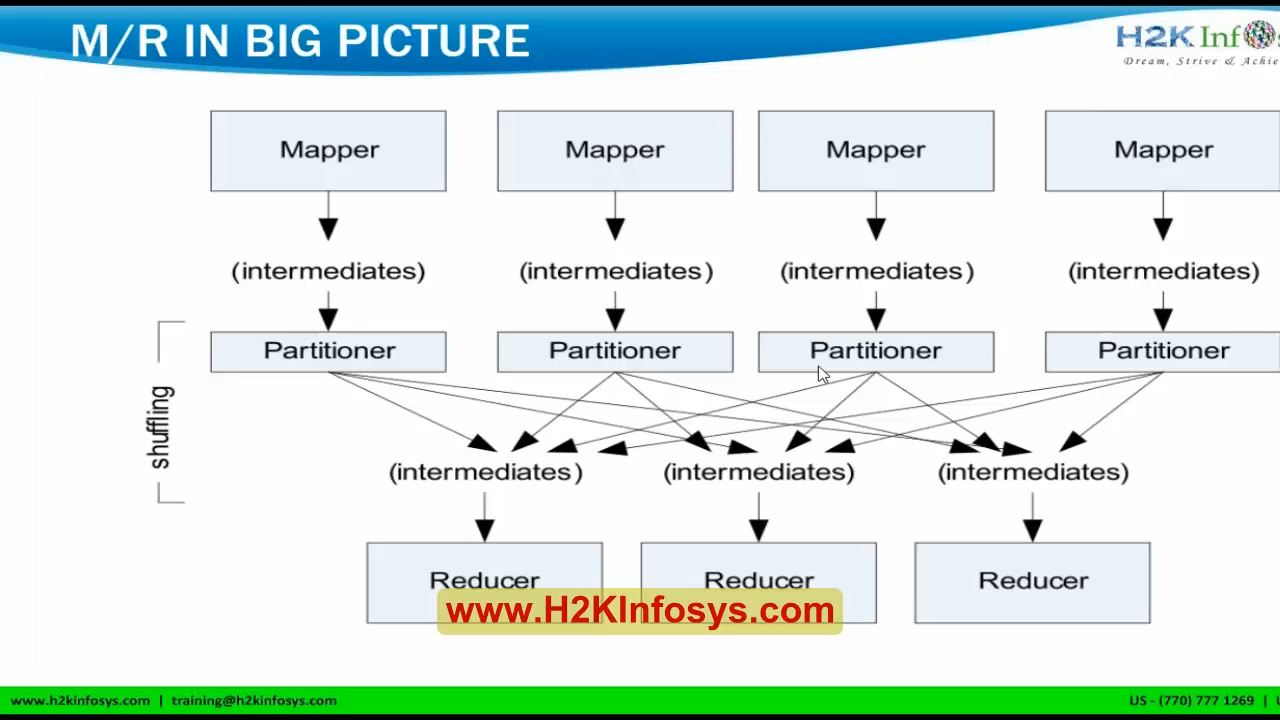 M/R IN BIG PICTURE
H2K Infos
Dream, Strive & Achie
Mapper Mapper Mapper Mapper
(intermediates) (intermediates) (intermediates) (intermediates)
Partitioner Partitioner Partitioner Partitioner
shuffling
(intermediates) (intermediates) (intermediates)
Reducer Reducer Reducer
www.H2KInfosys.com
www.h2kinfosys.com | training@h2kinfosys.com
US - (770) 777 1269 |